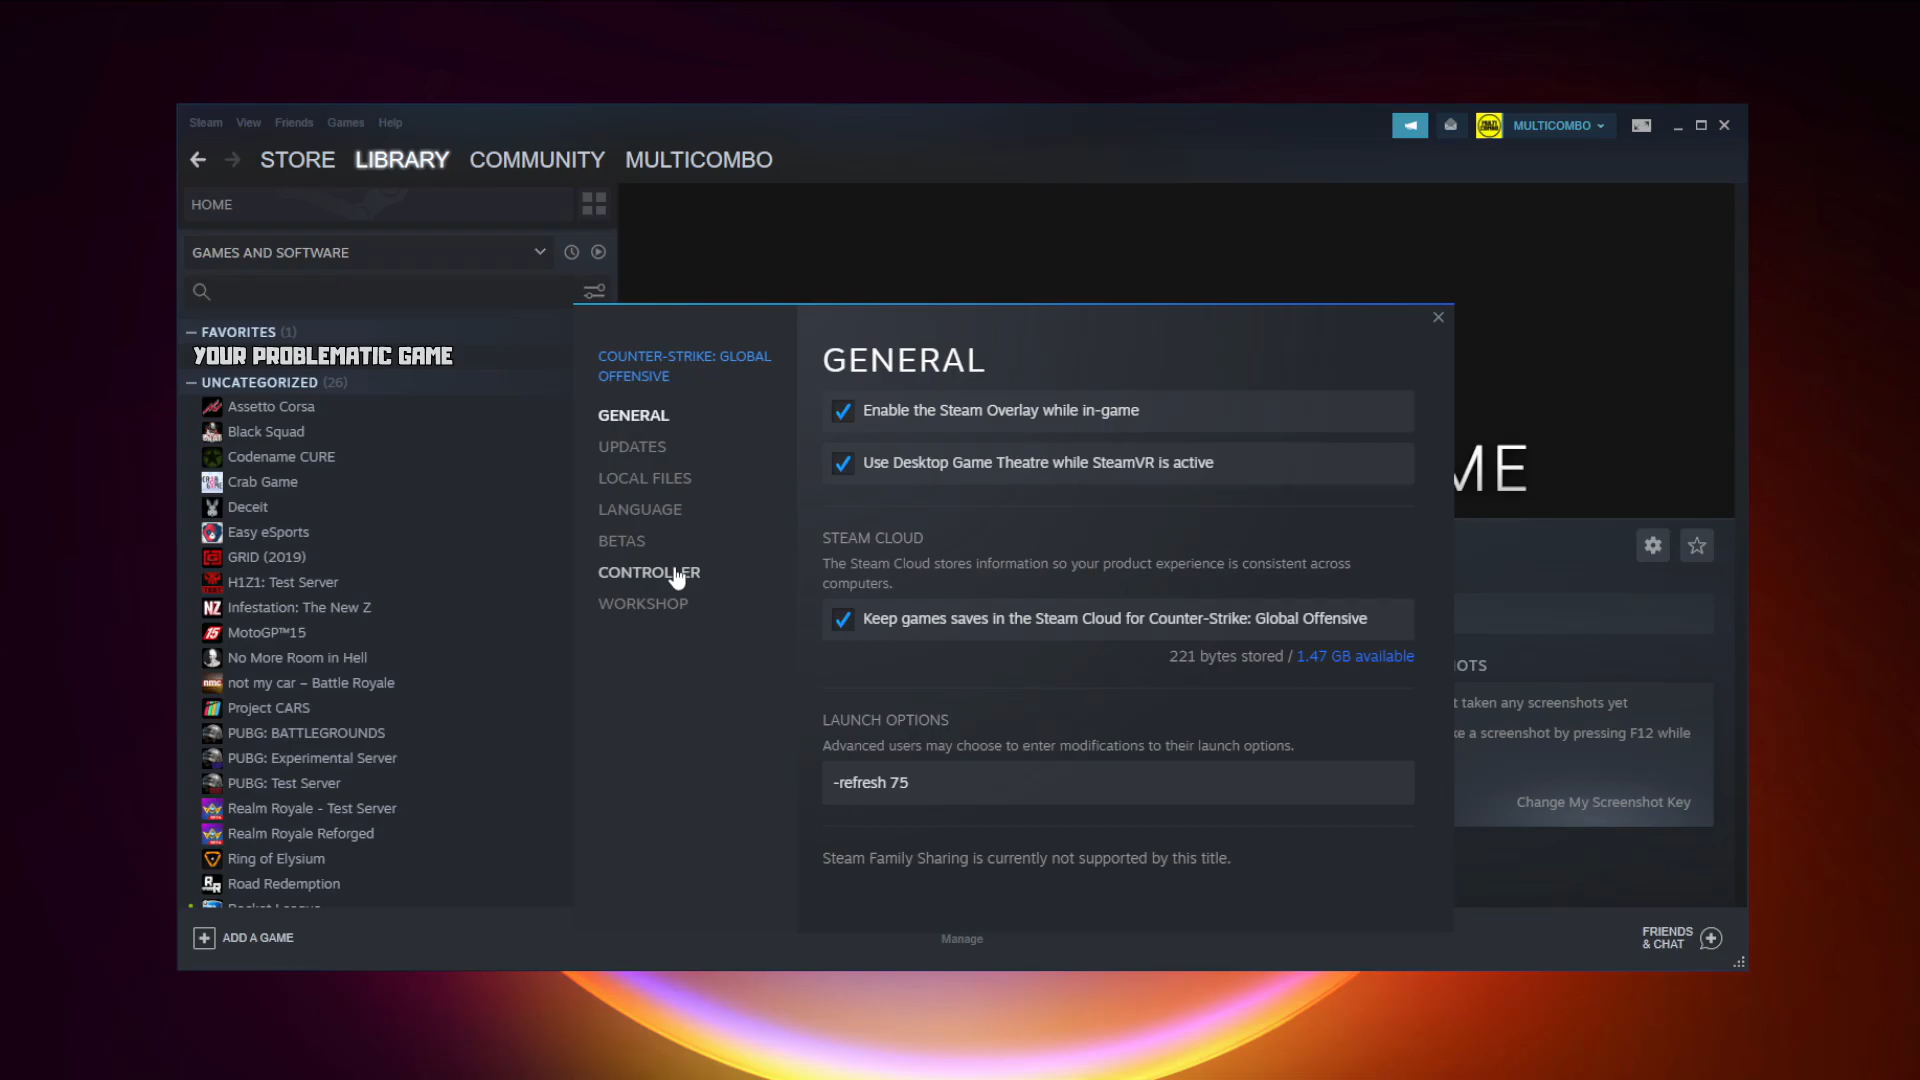 Steam View Friends Games Help
MULTICOMBO
STORE LIBRARY COMMUNITY MULTICOMBO
HOME
GAMES AND SOFTWARE
— FAVORITES (1)
YOUR PROBLEMATIC GAME
— UNCATEGORIZED (26)
Assetto Corsa
Black Squad
Codename CURE
Crab Game
Deceit
Easy eSports
GRID (2019)
H1Z1: Test Server
Infestation: The New Z
MotoGP™15
No More Room in Hell
not my car – Battle Royale
Project CARS
PUBG: BATTLEGROUNDS
PUBG: Experimental Server
PUBG: Test Server
Realm Royale - Test Server
Realm Royale Reforged
Ring of Elysium
Road Redemption
ADD A GAME
COUNTER-STRIKE: GLOBAL
OFFENSIVE
GENERAL
UPDATES
LOCAL FILES
LANGUAGE
BETAS
CONTROLLER
WORKSHOP
GENERAL
Enable the Steam Overlay while in-game
Use Desktop Game Theatre while SteamVR is active
STEAM CLOUD
The Steam Cloud stores information so your product experience is consistent across
computers.
Keep games saves in the Steam Cloud for Counter-Strike: Global Offensive
221 bytes stored / 1.47 GB available
LAUNCH OPTIONS
Advanced users may choose to enter modifications to their launch options.
-refresh 75
Steam Family Sharing is currently not supported by this title.
Manage
ME
OTS
t taken any screenshots yet
ke a screenshot by pressing F12 while
Change My Screenshot Key
FRIENDS
& CHAT